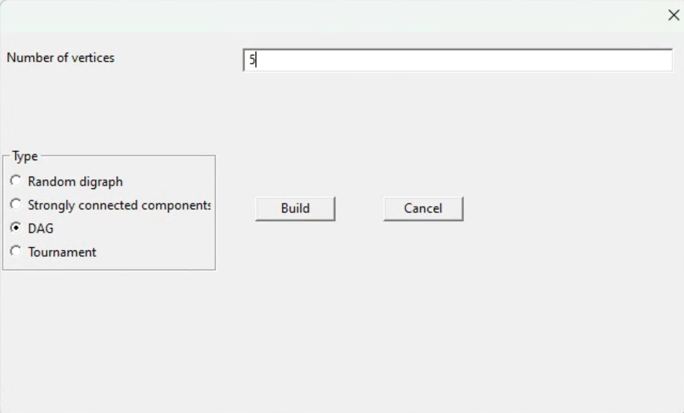 Number of vertices
5
Type
Random digraph
Strongly connected components
DAG
Tournament
Build
Cancel